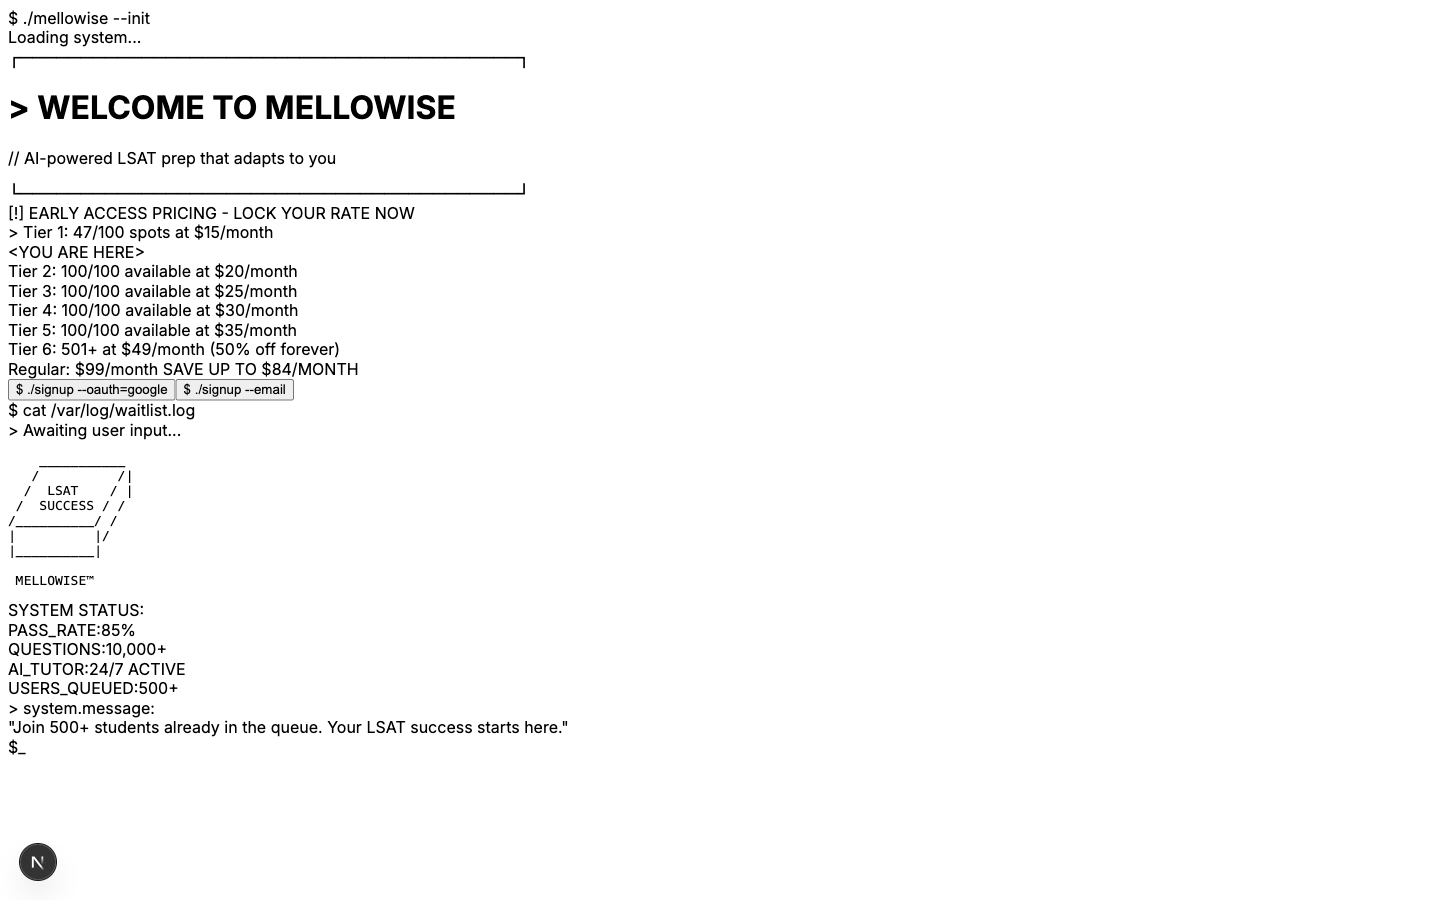 $ ./mellowise --init
Loading system...
> WELCOME TO MELLOWISE
// AI-powered LSAT prep that adapts to you
[!] EARLY ACCESS PRICING - LOCK YOUR RATE NOW
> Tier 1: 47/100 spots at $15/month
<YOU ARE HERE>
Tier 2: 100/100 available at $20/month
Tier 3: 100/100 available at $25/month
Tier 4: 100/100 available at $30/month
Tier 5: 100/100 available at $35/month
Tier 6: 501+ at $49/month (50% off forever)
Regular: $99/month SAVE UP TO $84/MONTH
$ ./signup --oauth=google $ ./signup --email
$ cat /var/log/waitlist.log
> Awaiting user input...
LSAT
SUCCESS
MELLOWISE™
SYSTEM STATUS:
PASS_RATE:85%
QUESTIONS:10,000+
AI_TUTOR:24/7 ACTIVE
USERS_QUEUED:500+
> system.message:
"Join 500+ students already in the queue. Your LSAT success starts here."
$_
N